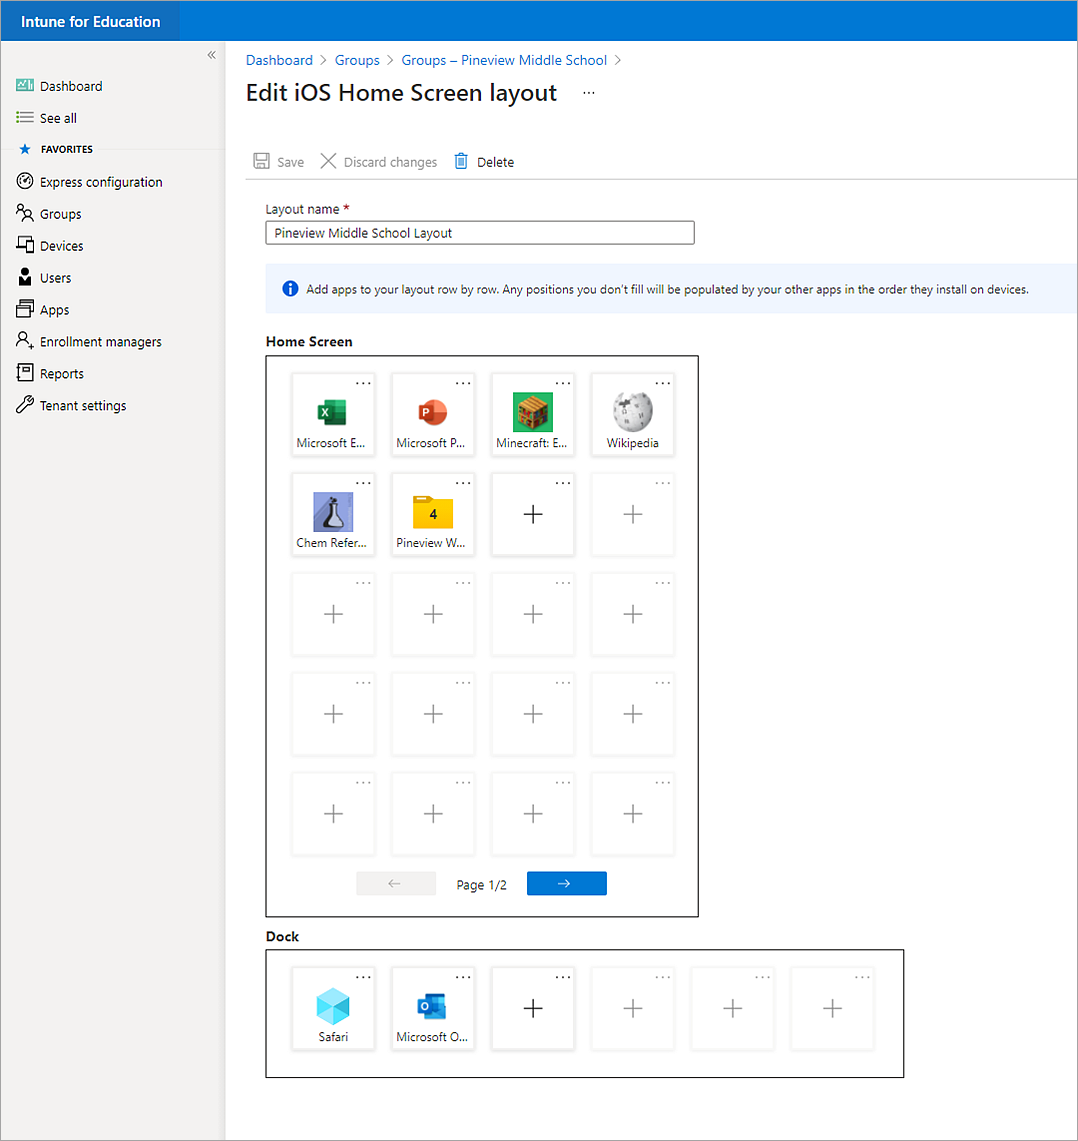 Intune for Education
«
Dashboard
See all
FAVORITES
Express configuration
Groups
Devices
Users
Apps
Enrollment managers
Reports
Tenant settings
Dashboard > Groups > Groups – Pineview Middle School >
Edit iOS Home Screen layout ...
Save Discard changes Delete
Layout name *
Pineview Middle School Layout
Add apps to your layout row by row. Any positions you don't fill will be populated by your other apps in the order they install on devices.
Home Screen
X P
Microsoft E... Microsoft P... Minecraft: E... Wikipedia
4
Chem Refer... Pineview W...
Page 1/2
Dock
O
Safari Microsoft O...